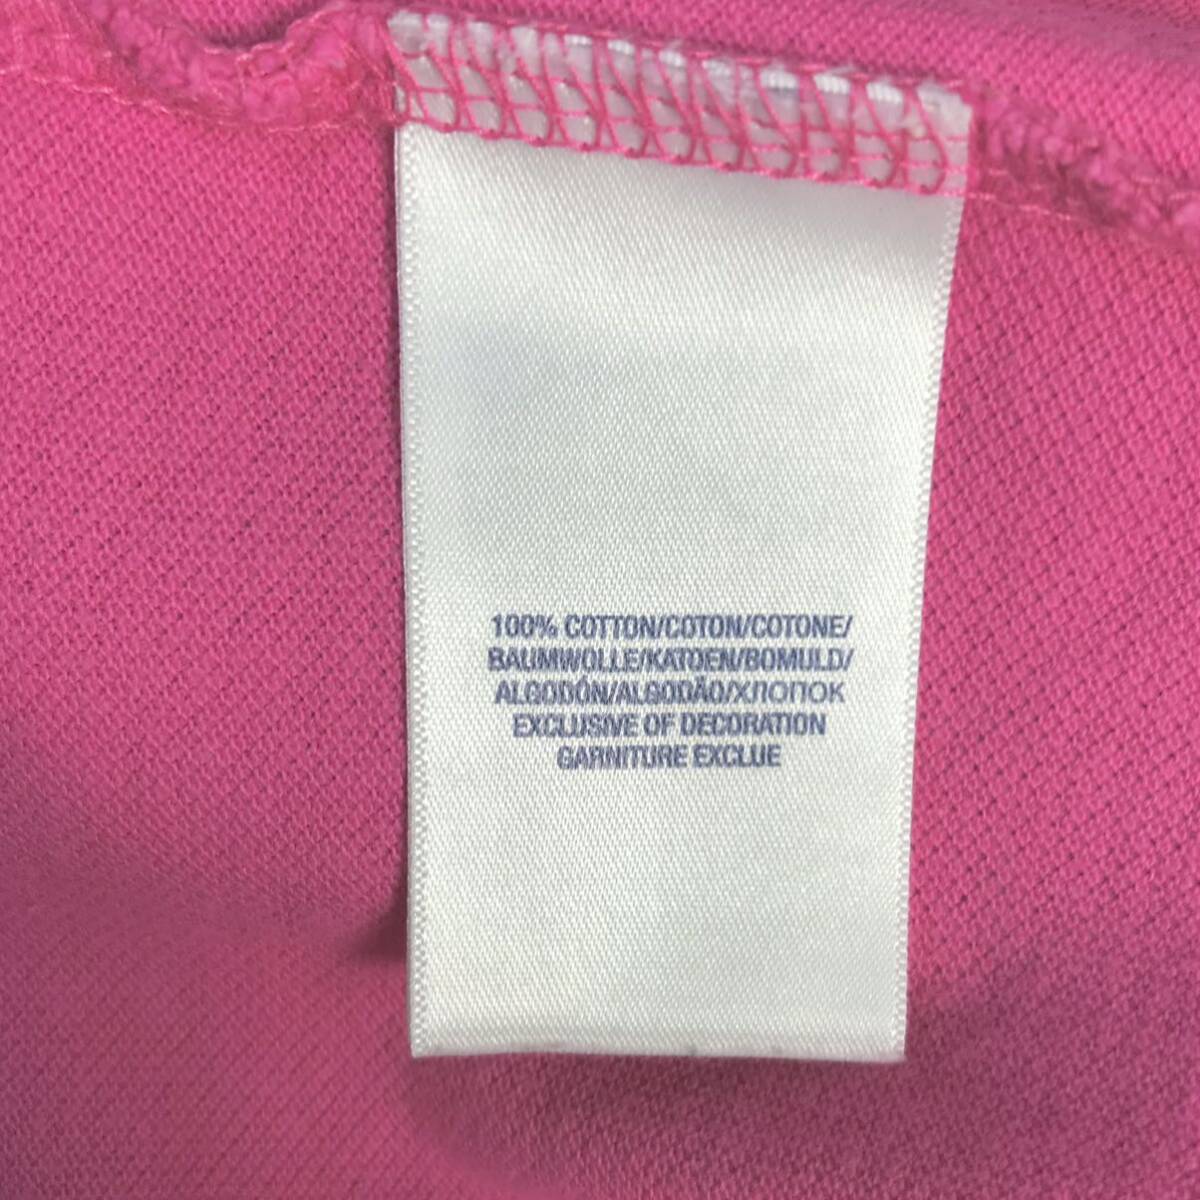 100% COTTON/COTON/COTONE/
BAUMWOLLE/KATOEN/BOMULD/
ALGODÓN/ALGODÃO/ХЛОПОК
EXCLUSIVE OF DECORATION
GARNITURE EXCLUE